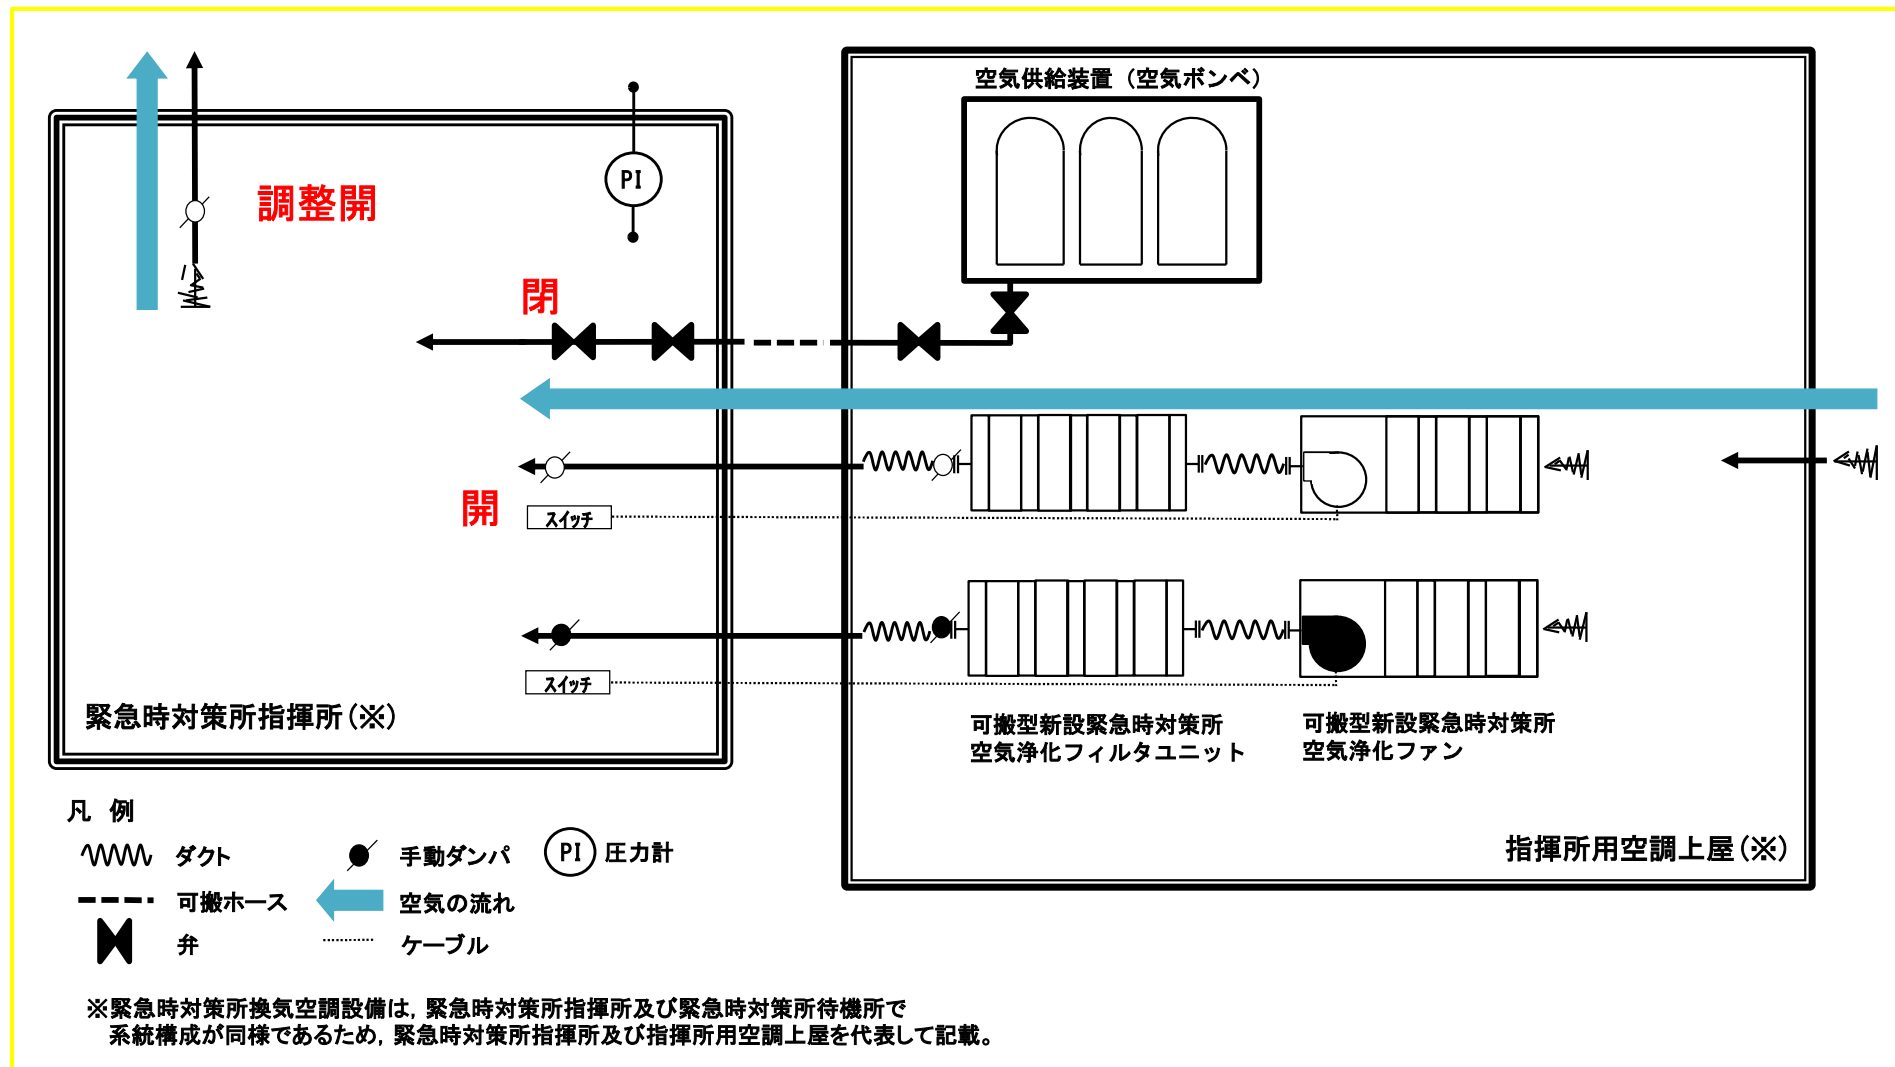 空気供給装置（空気ボンベ）
調整開
PI
閉
開
スイッチ
スイッチ
緊急時対策所指揮所（※）
可搬型新設緊急時対策所
空気浄化フィルタユニット
可搬型新設緊急時対策所
空気浄化ファン
指揮所用空調上屋（※）
凡　例
ダクト
手動ダンパ
PI
圧力計
可搬ホース
空気の流れ
弁
ケーブル
※緊急時対策所換気空調設備は，緊急時対策所指揮所及び緊急時対策所待機所で
系統構成が同様であるため，緊急時対策所指揮所及び指揮所用空調上屋を代表して記載。